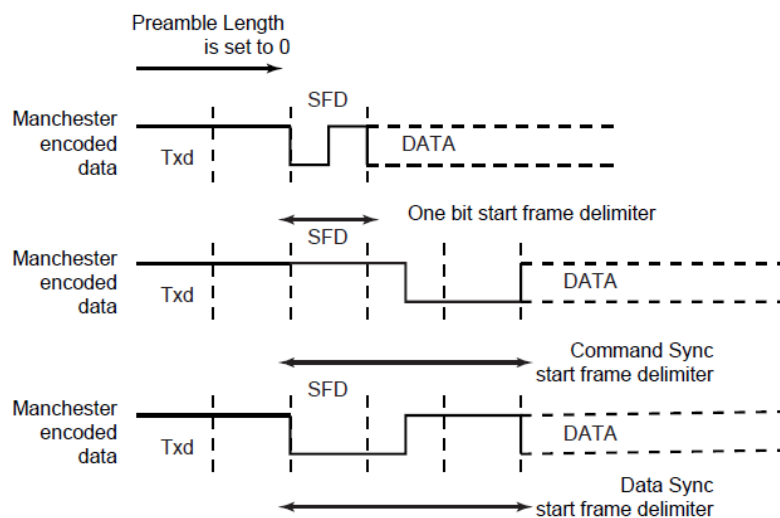 Preamble Length
is set to 0
SFD
Manchester
encoded
data
Txd
DATA
One bit start frame delimiter
SFD
Manchester
encoded
data
Txd
DATA
Command Sync
start frame delimiter
SFD
Manchester
encoded
data
Txd
DATA
Data Sync
start frame delimiter